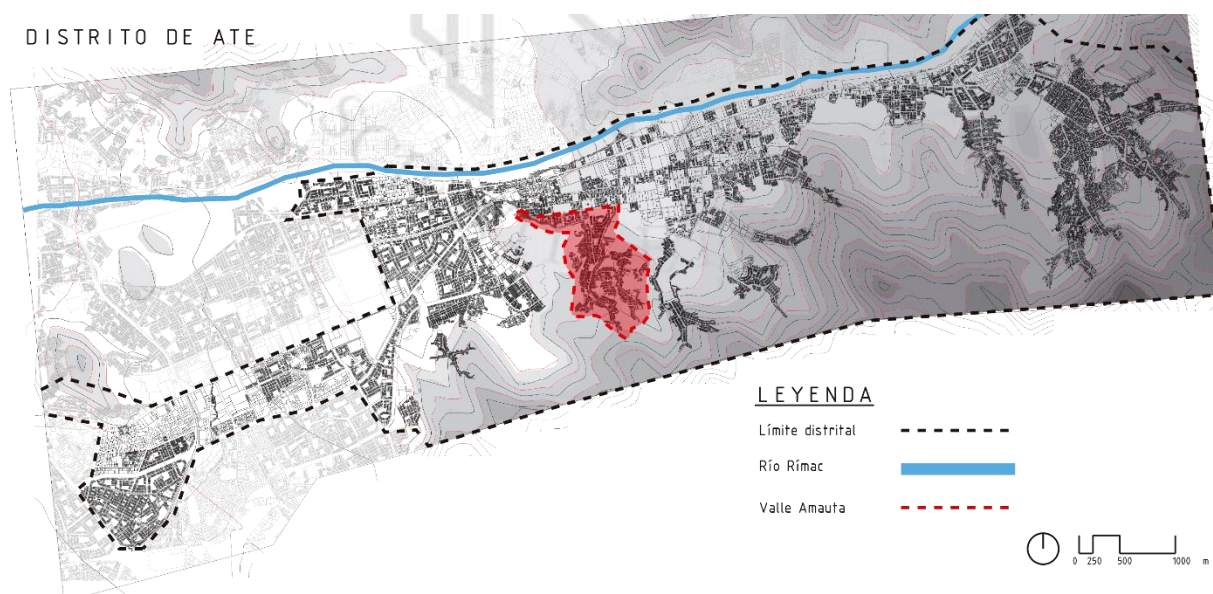 DISTRITO DE ATE
LEYENDA
Límite distrital
Río Rímac
Valle Amauta
0 250 500 1000 m